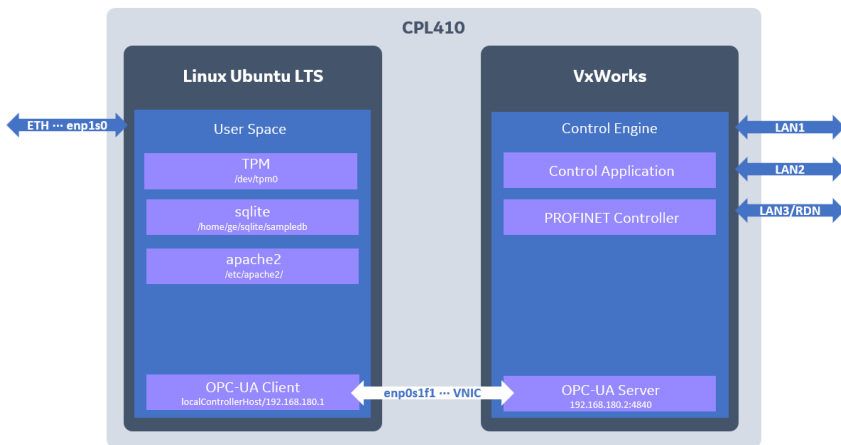 CPL410
Linux Ubuntu LTS
ETH ··· enp1s0
User Space
TPM
/dev/tpm0
sqlite
/home/ge/sqlite/sampledb
apache2
/etc/apache2/
OPC-UA Client
localControllerHost/192.168.180.1
enp0s1f1 ··· VNIC
VxWorks
Control Engine
Control Application
PROFINET Controller
OPC-UA Server
192.168.180.2:4840
LAN1
LAN2
LAN3/RDN